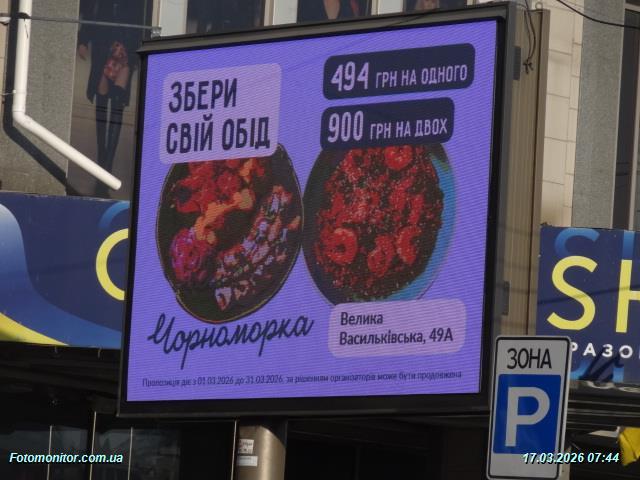 ЗБЕРИ
СВІЙ ОБІД
494 ГРН НА ОДНОГО
900 ГРН НА ДВОХ
Чорноморка
Велика
Васильківська, 49А
Пропозиція діє з 01.03.2026 до 31.03.2026, за рішенням організаторів може бути продовжена
SH
РАЗО
ЗОНА
P
Fotomonitor.com.ua
17.03.2026 07:44